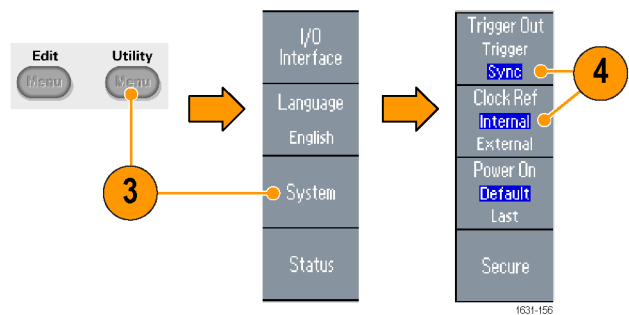 Edit
Utility
Menu
Menu
3
I/O
Interface
Language
English
System
Status
Trigger Out
Trigger
Sync
Clock Ref
Internal
External
Power On
Default
Last
Secure
4
1631-156